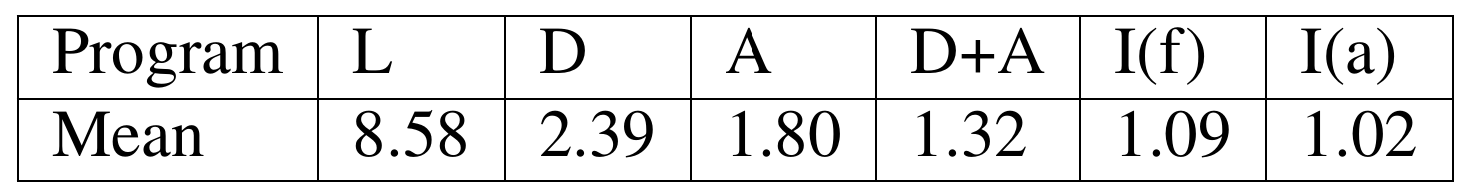 Program L D A D+A I(f) I(a)
Mean 8.58 2.39 1.80 1.32 1.09 1.02